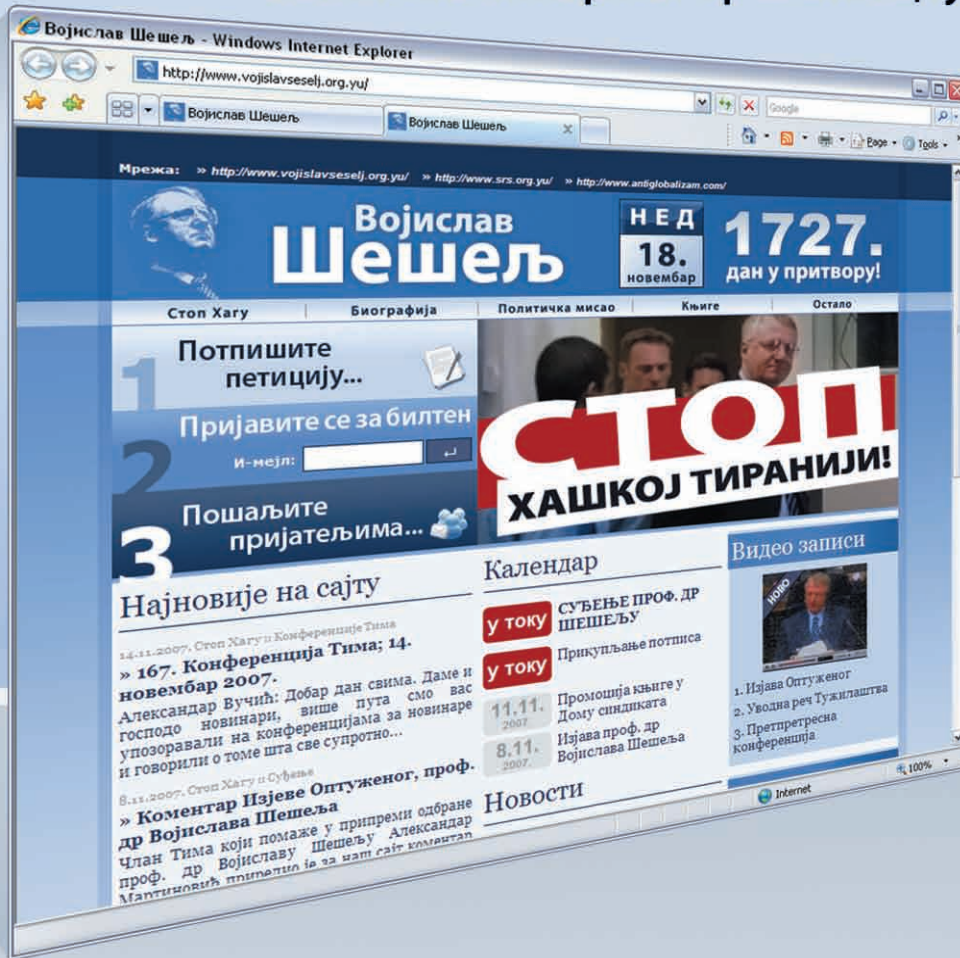 Војислав Шешељ - Windows Internet Explorer
http://www.vojislavseselj.org.yu/
Google
Војислав Шешељ
Војислав Шешељ
Page
Tools
Мрежа: » http://www.vojislavseselj.org.yu/ » http://www.srs.org.yu/ » http://www.antiglobalizam.com/
Војислав
Шешељ
НЕД
18.
новембар
1727.
дан у притвору!
Стоп Хагу
Биографија
Политичка мисао
Књиге
Остало
1
Потпишите
петицију...
2
Пријавите се за билтен
И-мејл:
3
Пошаљите
пријатељима...
СТОП
ХАШКОЈ ТИРАНИЈИ!
Најновије на сајту
14.11.2007. Стоп Хагу и Конференције Тима
» 167. Конференција Тима; 14.
новембар 2007.
Александар Вучић: Добар дан свима. Даме и
господо новинари, више пута смо вас
упозоравали на конференцијама за новинаре
и говорили о томе шта све супротно...
8.11.2007. Стоп Хагу и Суђење
» Коментар Изјеве Оптуженог, проф.
др Војислава Шешеља
Члан Тима који помаже у припреми одбране
проф. др Војиславу Шешељу Александар
Мартиновић приредио је за наш сајт коментар
Календар
у току
СУЂЕЊЕ ПРОФ. ДР
ШЕШЕЉУ
у току
Прикупљање потписа
11.11.
2007.
Промоција књиге у
Дому синдиката
8.11.
2007.
Изјава проф. др
Војислава Шешеља
Новости
Видео записи
НОВО
1. Изјава Оптуженог
2. Уводна реч Тужилаштва
3. Претпретресна
конференција
Internet
100%